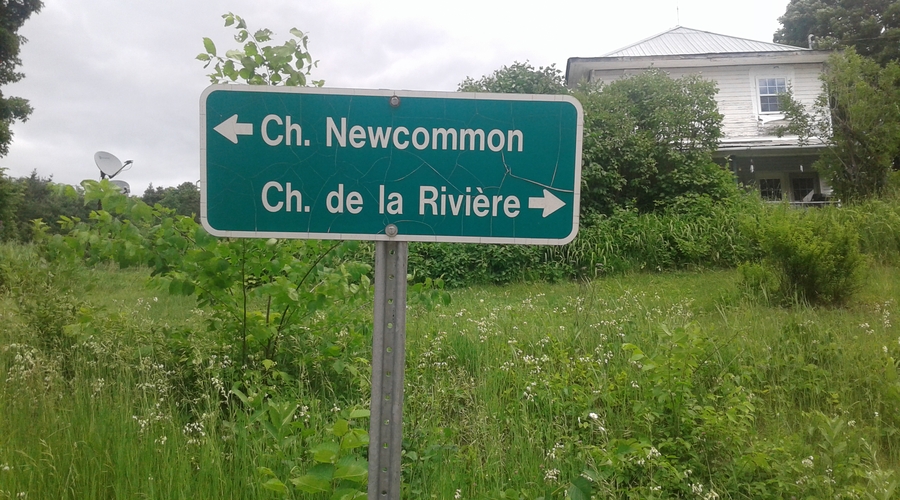 Ch. Newcommon
Ch. de la Rivière